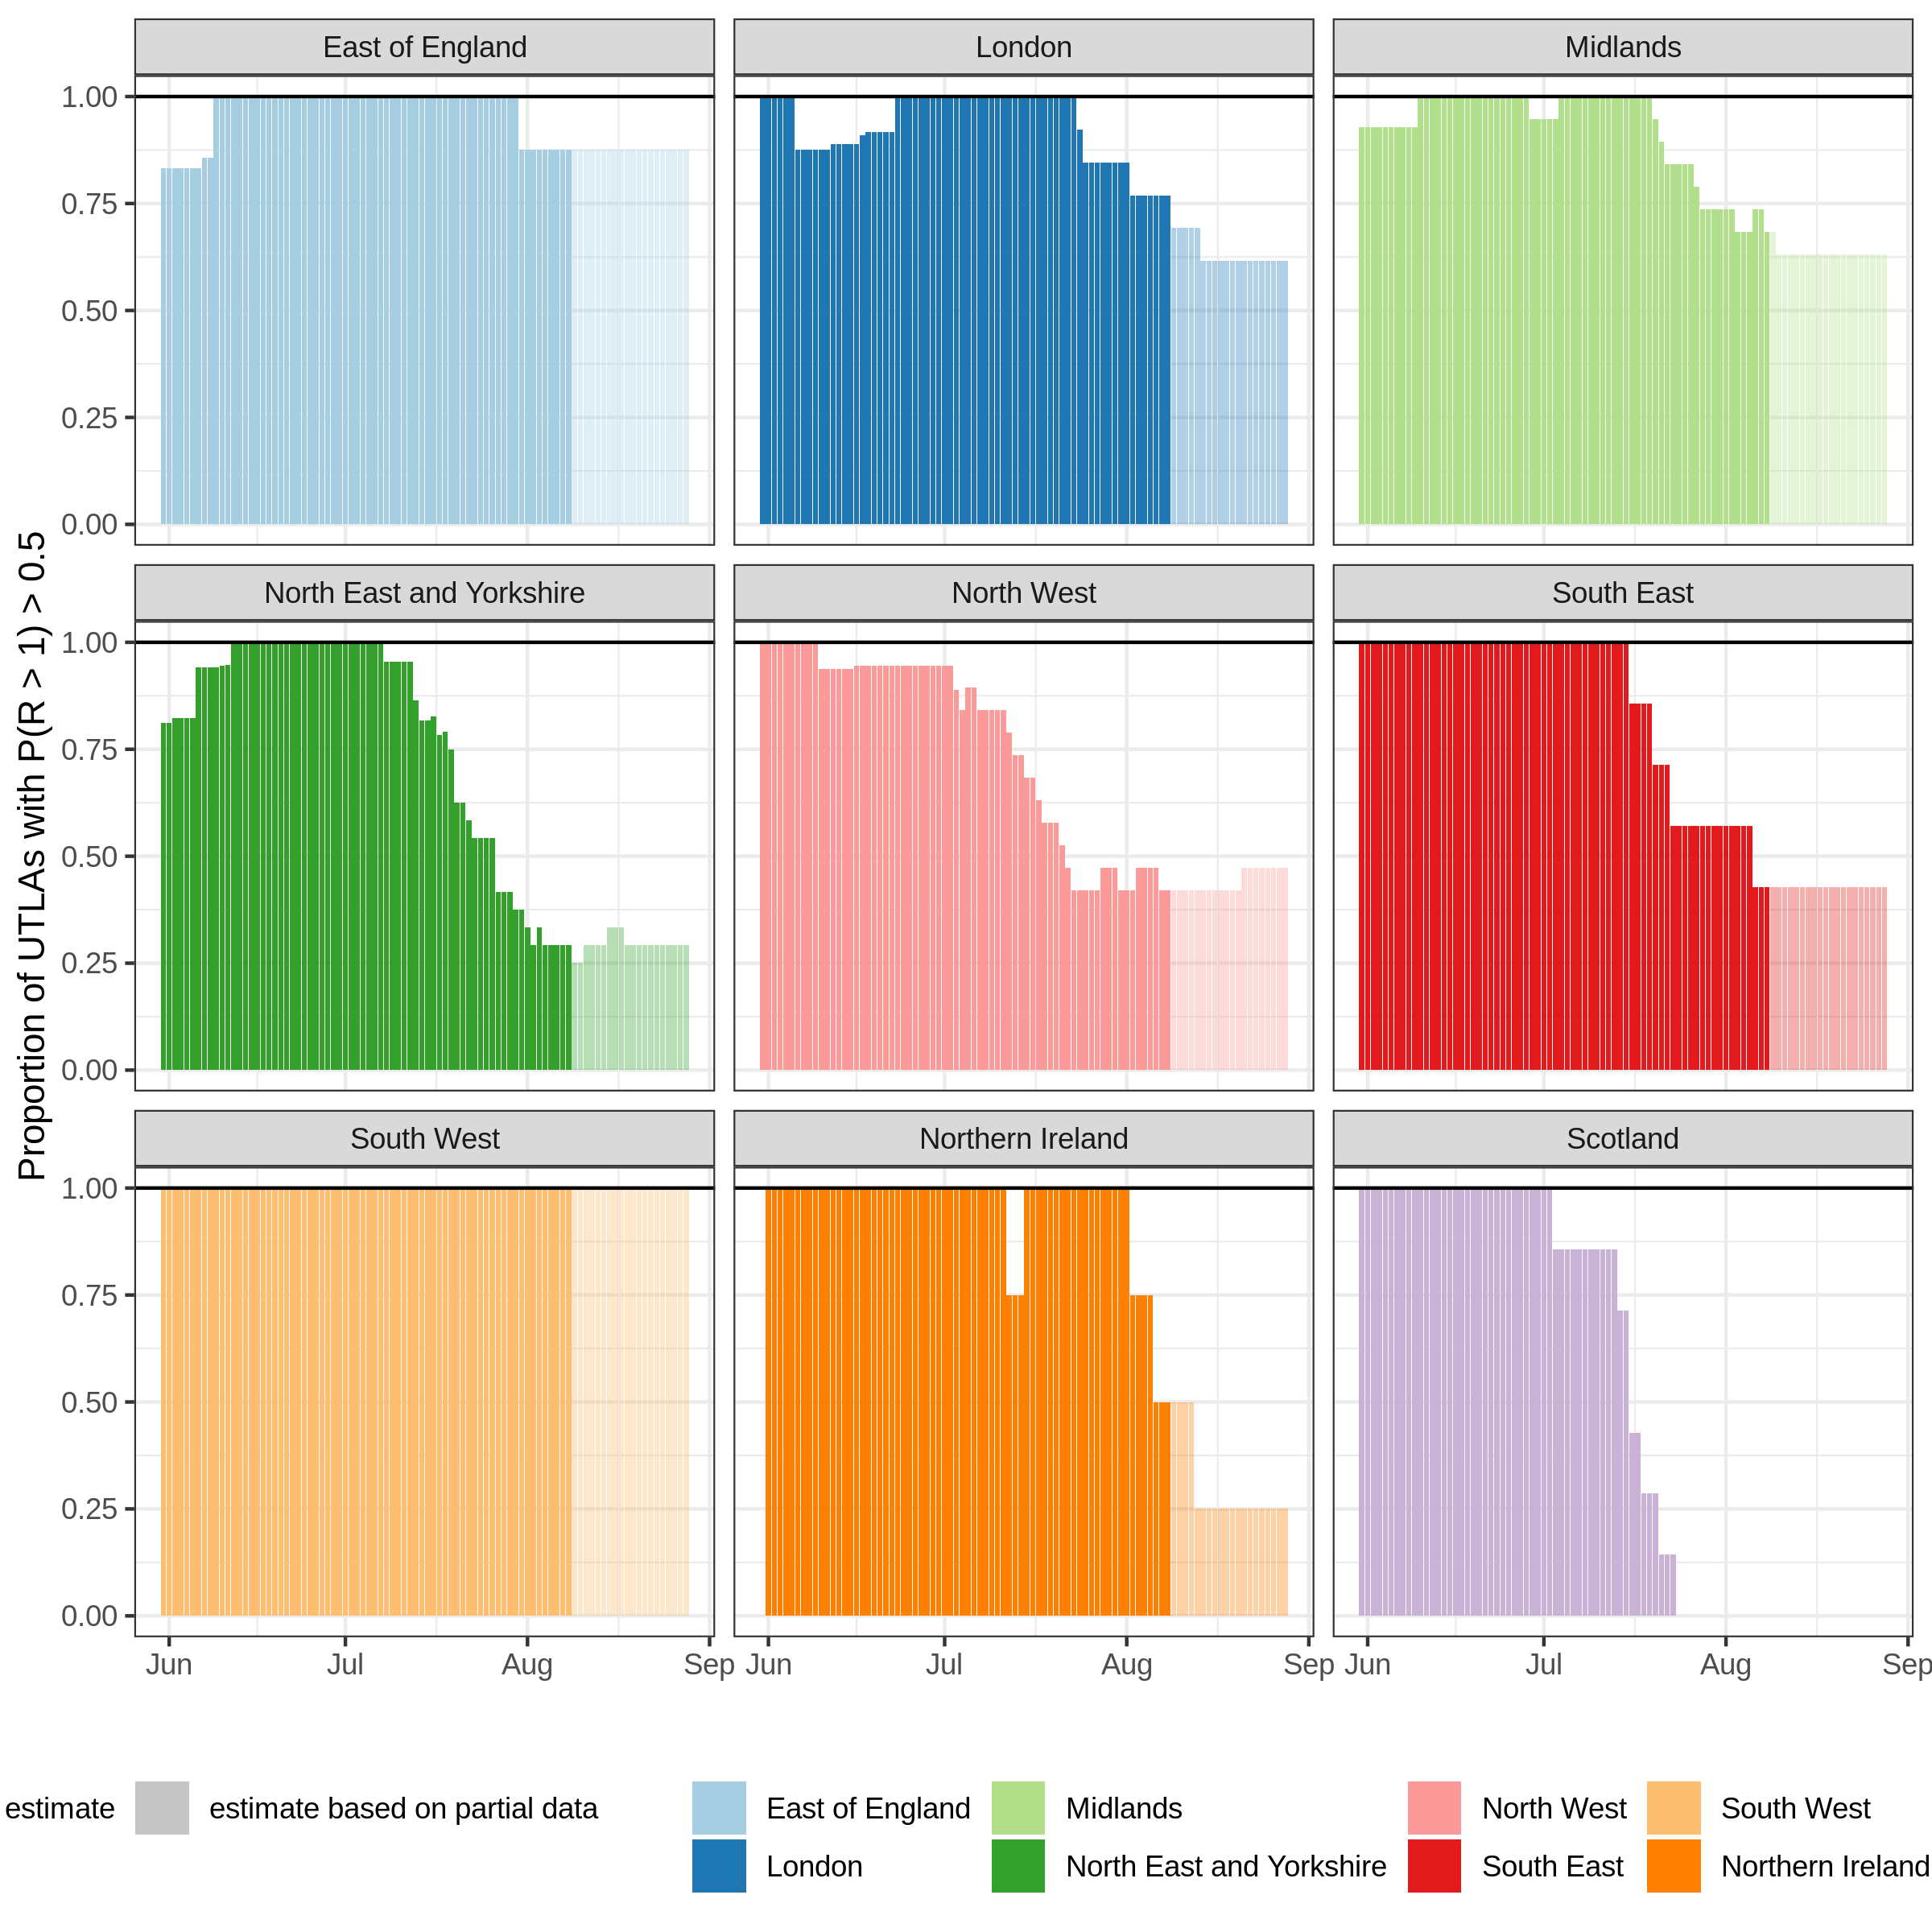 East of England London Midlands
1.00
0.75
0.50
0.25
0.00
North East and Yorkshire North West South East
1.00
0.75
0.50
0.25
0.00
South West Northern Ireland Scotland
1.00
0.75
0.50
0.25
0.00
Jun Jul Aug Sep Jun Jul Aug Sep Jun Jul Aug Sep
Proportion of UTLAs with P(R > 1) > 0.5
estimate estimate based on partial data East of England Midlands North West South West
London North East and Yorkshire South East Northern Ireland